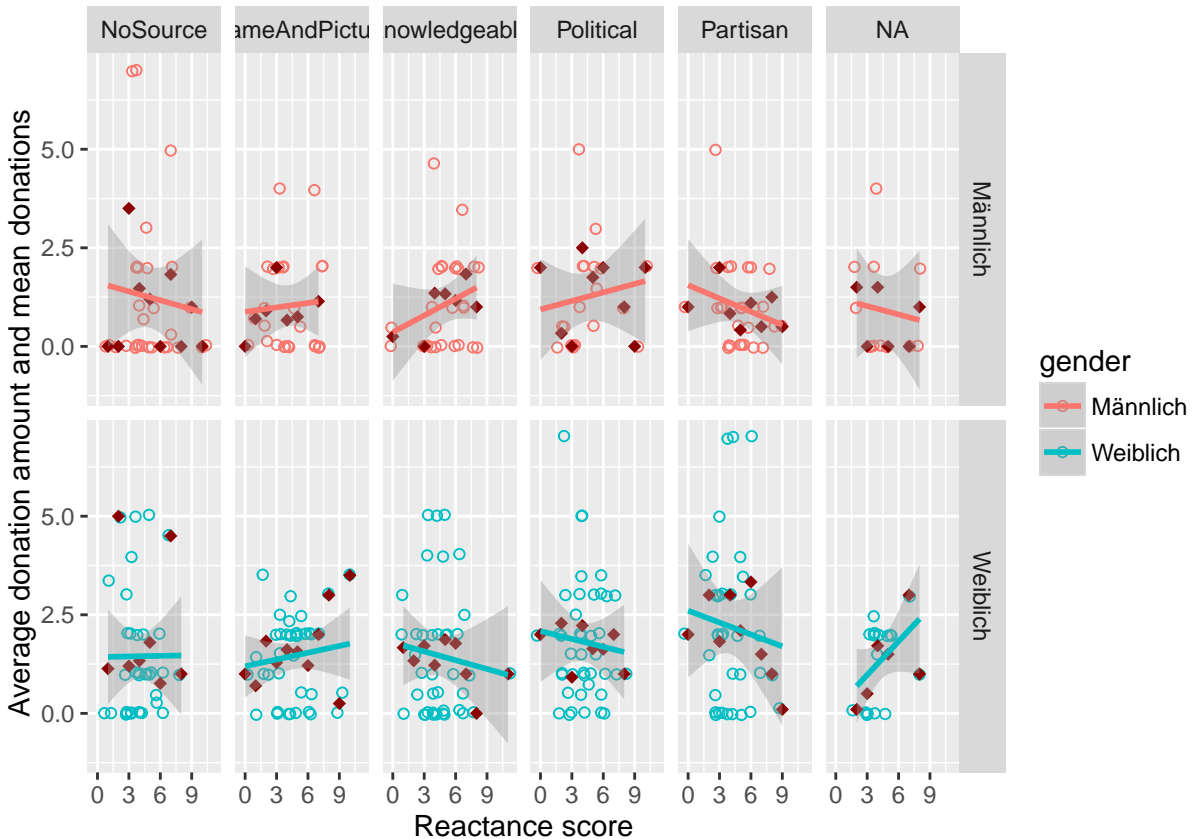 NoSource
ameAndPictu
nowledgeabl
Political
Partisan
NA
Average donation amount and mean donations
5.0
2.5
0.0
Männlich
5.0
2.5
0.0
Weiblich
0 3 6 9 0 3 6 9 0 3 6 9 0 3 6 9 0 3 6 9 0 3 6 9
Reactance score
gender
Männlich
Weiblich